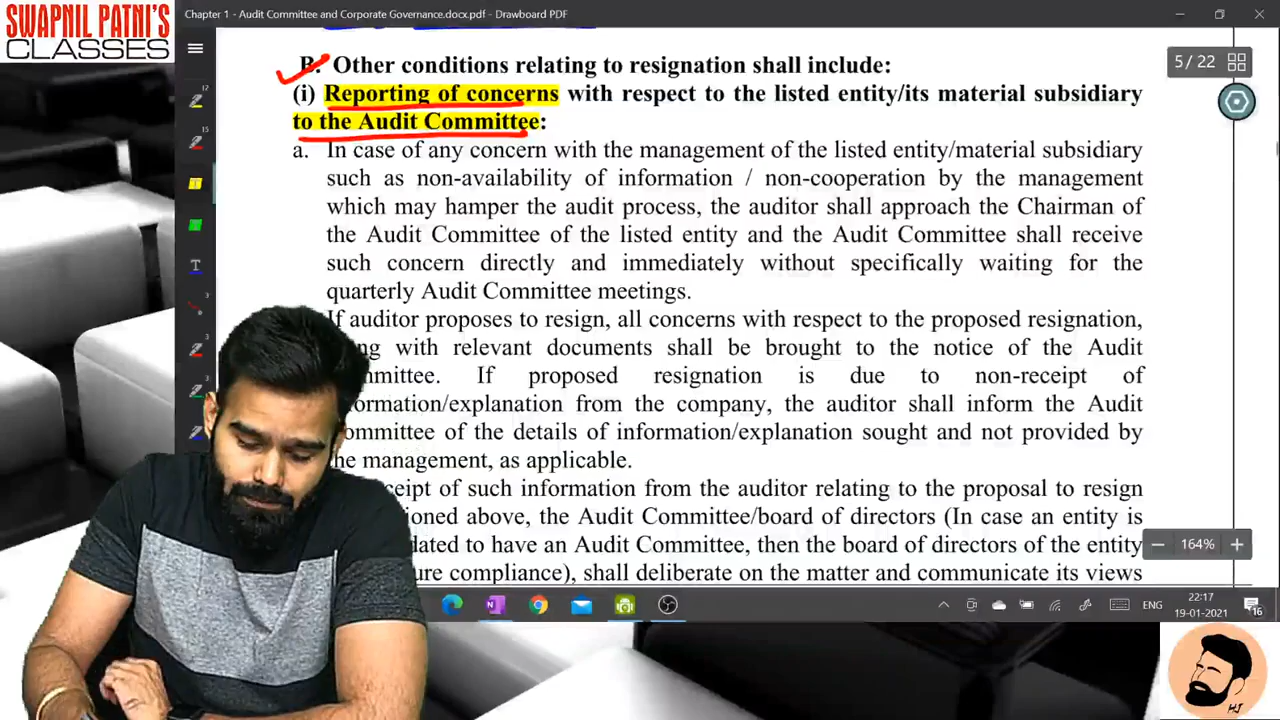 SWAPNIL PATNI'S
CLASSES
Chapter 1 - Audit Committee and Corporate Governance.docx.pdf - Drawboard PDF
5 / 22
B. Other conditions relating to resignation shall include:
(i) Reporting of concerns with respect to the listed entity/its material subsidiary
to the Audit Committee:
a. In case of any concern with the management of the listed entity/material subsidiary
such as non-availability of information / non-cooperation by the management
which may hamper the audit process, the auditor shall approach the Chairman of
the Audit Committee of the listed entity and the Audit Committee shall receive
such concern directly and immediately without specifically waiting for the
quarterly Audit Committee meetings.
If auditor proposes to resign, all concerns with respect to the proposed resignation,
with relevant documents shall be brought to the notice of the Audit
If proposed resignation is due to non-receipt of
from the company, the auditor shall inform the Audit
of the details of information/explanation sought and not provided by
management, as applicable.
of such information from the auditor relating to the proposal to resign
above, the Audit Committee/board of directors (In case an entity is
to have an Audit Committee, then the board of directors of the entity
compliance), shall deliberate on the matter and communicate its views
164%
ENG
22:17
19-01-2021
16
HJ